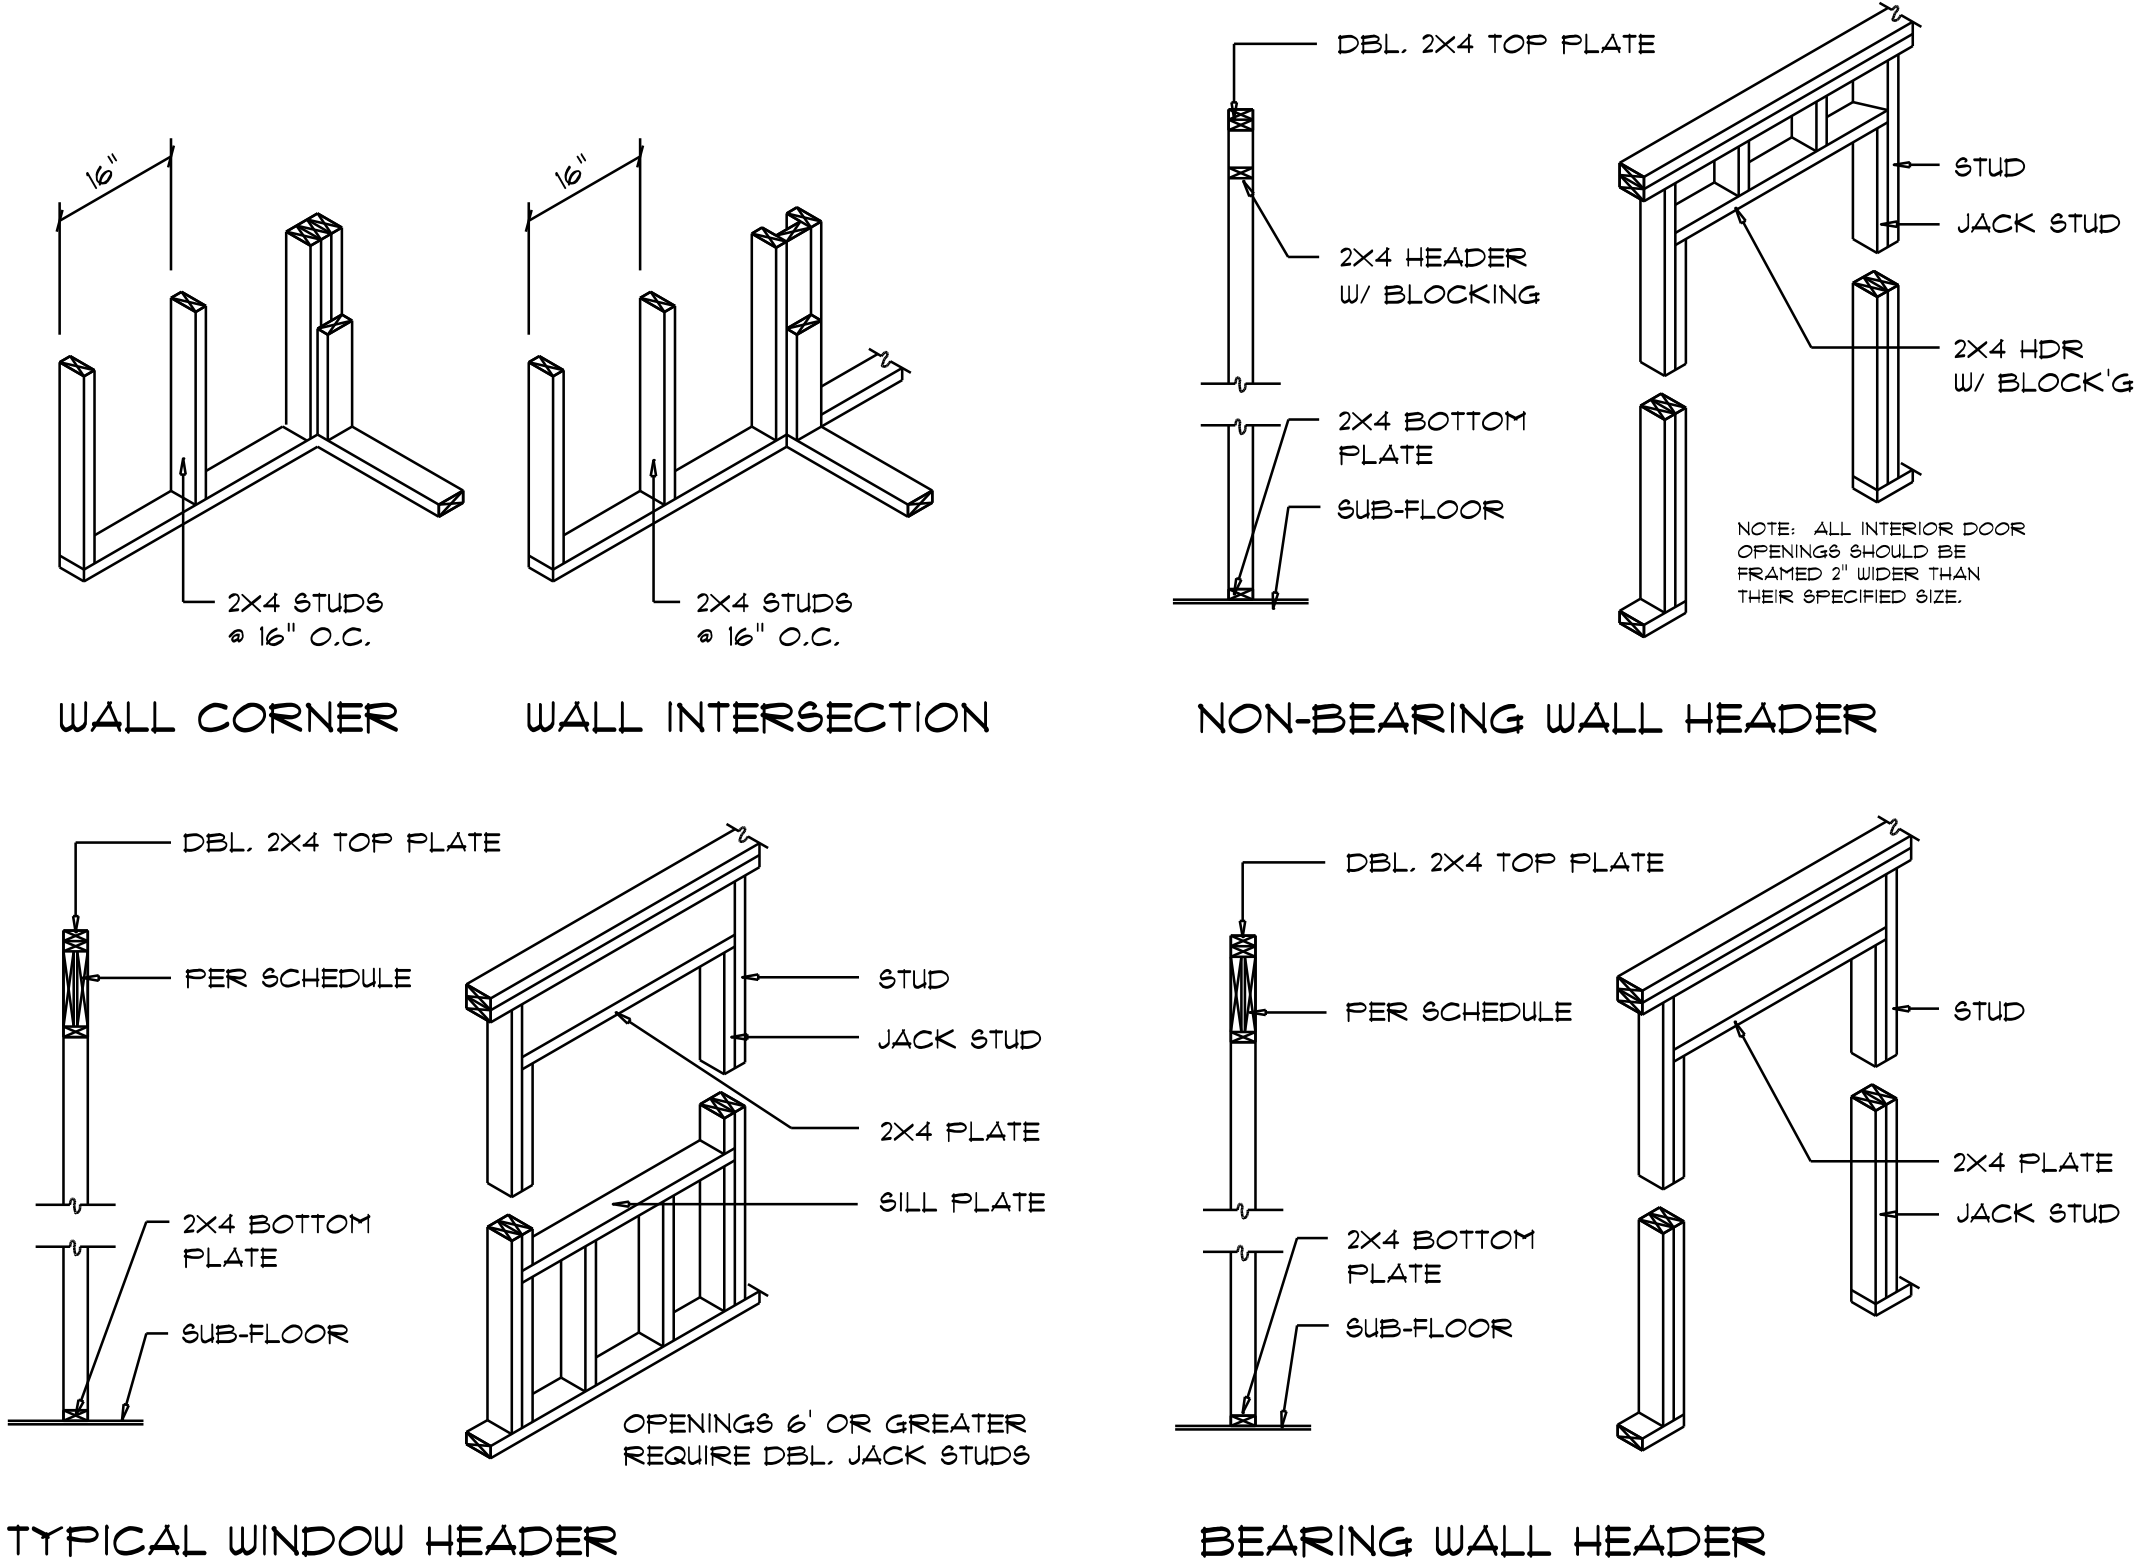 16"
2X4 STUDS
@ 16" O.C.
WALL CORNER
16"
2X4 STUDS
@ 16" O.C.
WALL INTERSECTION
DBL. 2X4 TOP PLATE
2X4 HEADER
W/ BLOCKING
2X4 BOTTOM
PLATE
SUB-FLOOR
STUD
JACK STUD
2X4 HDR
W/ BLOCK'G
NOTE: ALL INTERIOR DOOR
OPENINGS SHOULD BE
FRAMED 2" WIDER THAN
THEIR SPECIFIED SIZE.
NON-BEARING WALL HEADER
DBL. 2X4 TOP PLATE
PER SCHEDULE
2X4 BOTTOM
PLATE
SUB-FLOOR
STUD
JACK STUD
2X4 PLATE
SILL PLATE
OPENINGS 6' OR GREATER
REQUIRE DBL. JACK STUDS
TYPICAL WINDOW HEADER
DBL. 2X4 TOP PLATE
PER SCHEDULE
2X4 BOTTOM
PLATE
SUB-FLOOR
STUD
2X4 PLATE
JACK STUD
BEARING WALL HEADER